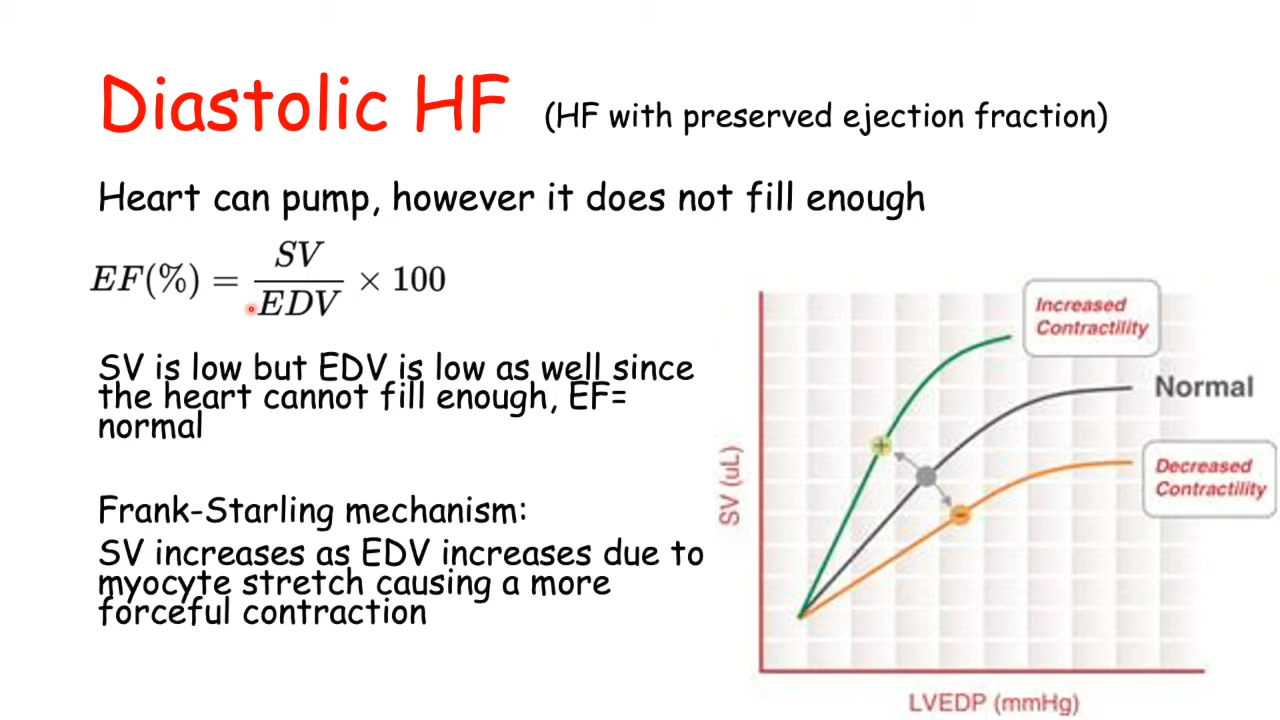 Diastolic HF (HF with preserved ejection fraction)
Heart can pump, however it does not fill enough
EF(%) = SV / EDV × 100
SV is low but EDV is low as well since
the heart cannot fill enough, EF=
normal
Frank-Starling mechanism:
SV increases as EDV increases due to
myocyte stretch causing a more
forceful contraction
Increased
Contractility
Normal
Decreased
Contractility
+
-
SV (uL)
LVEDP (mmHg)